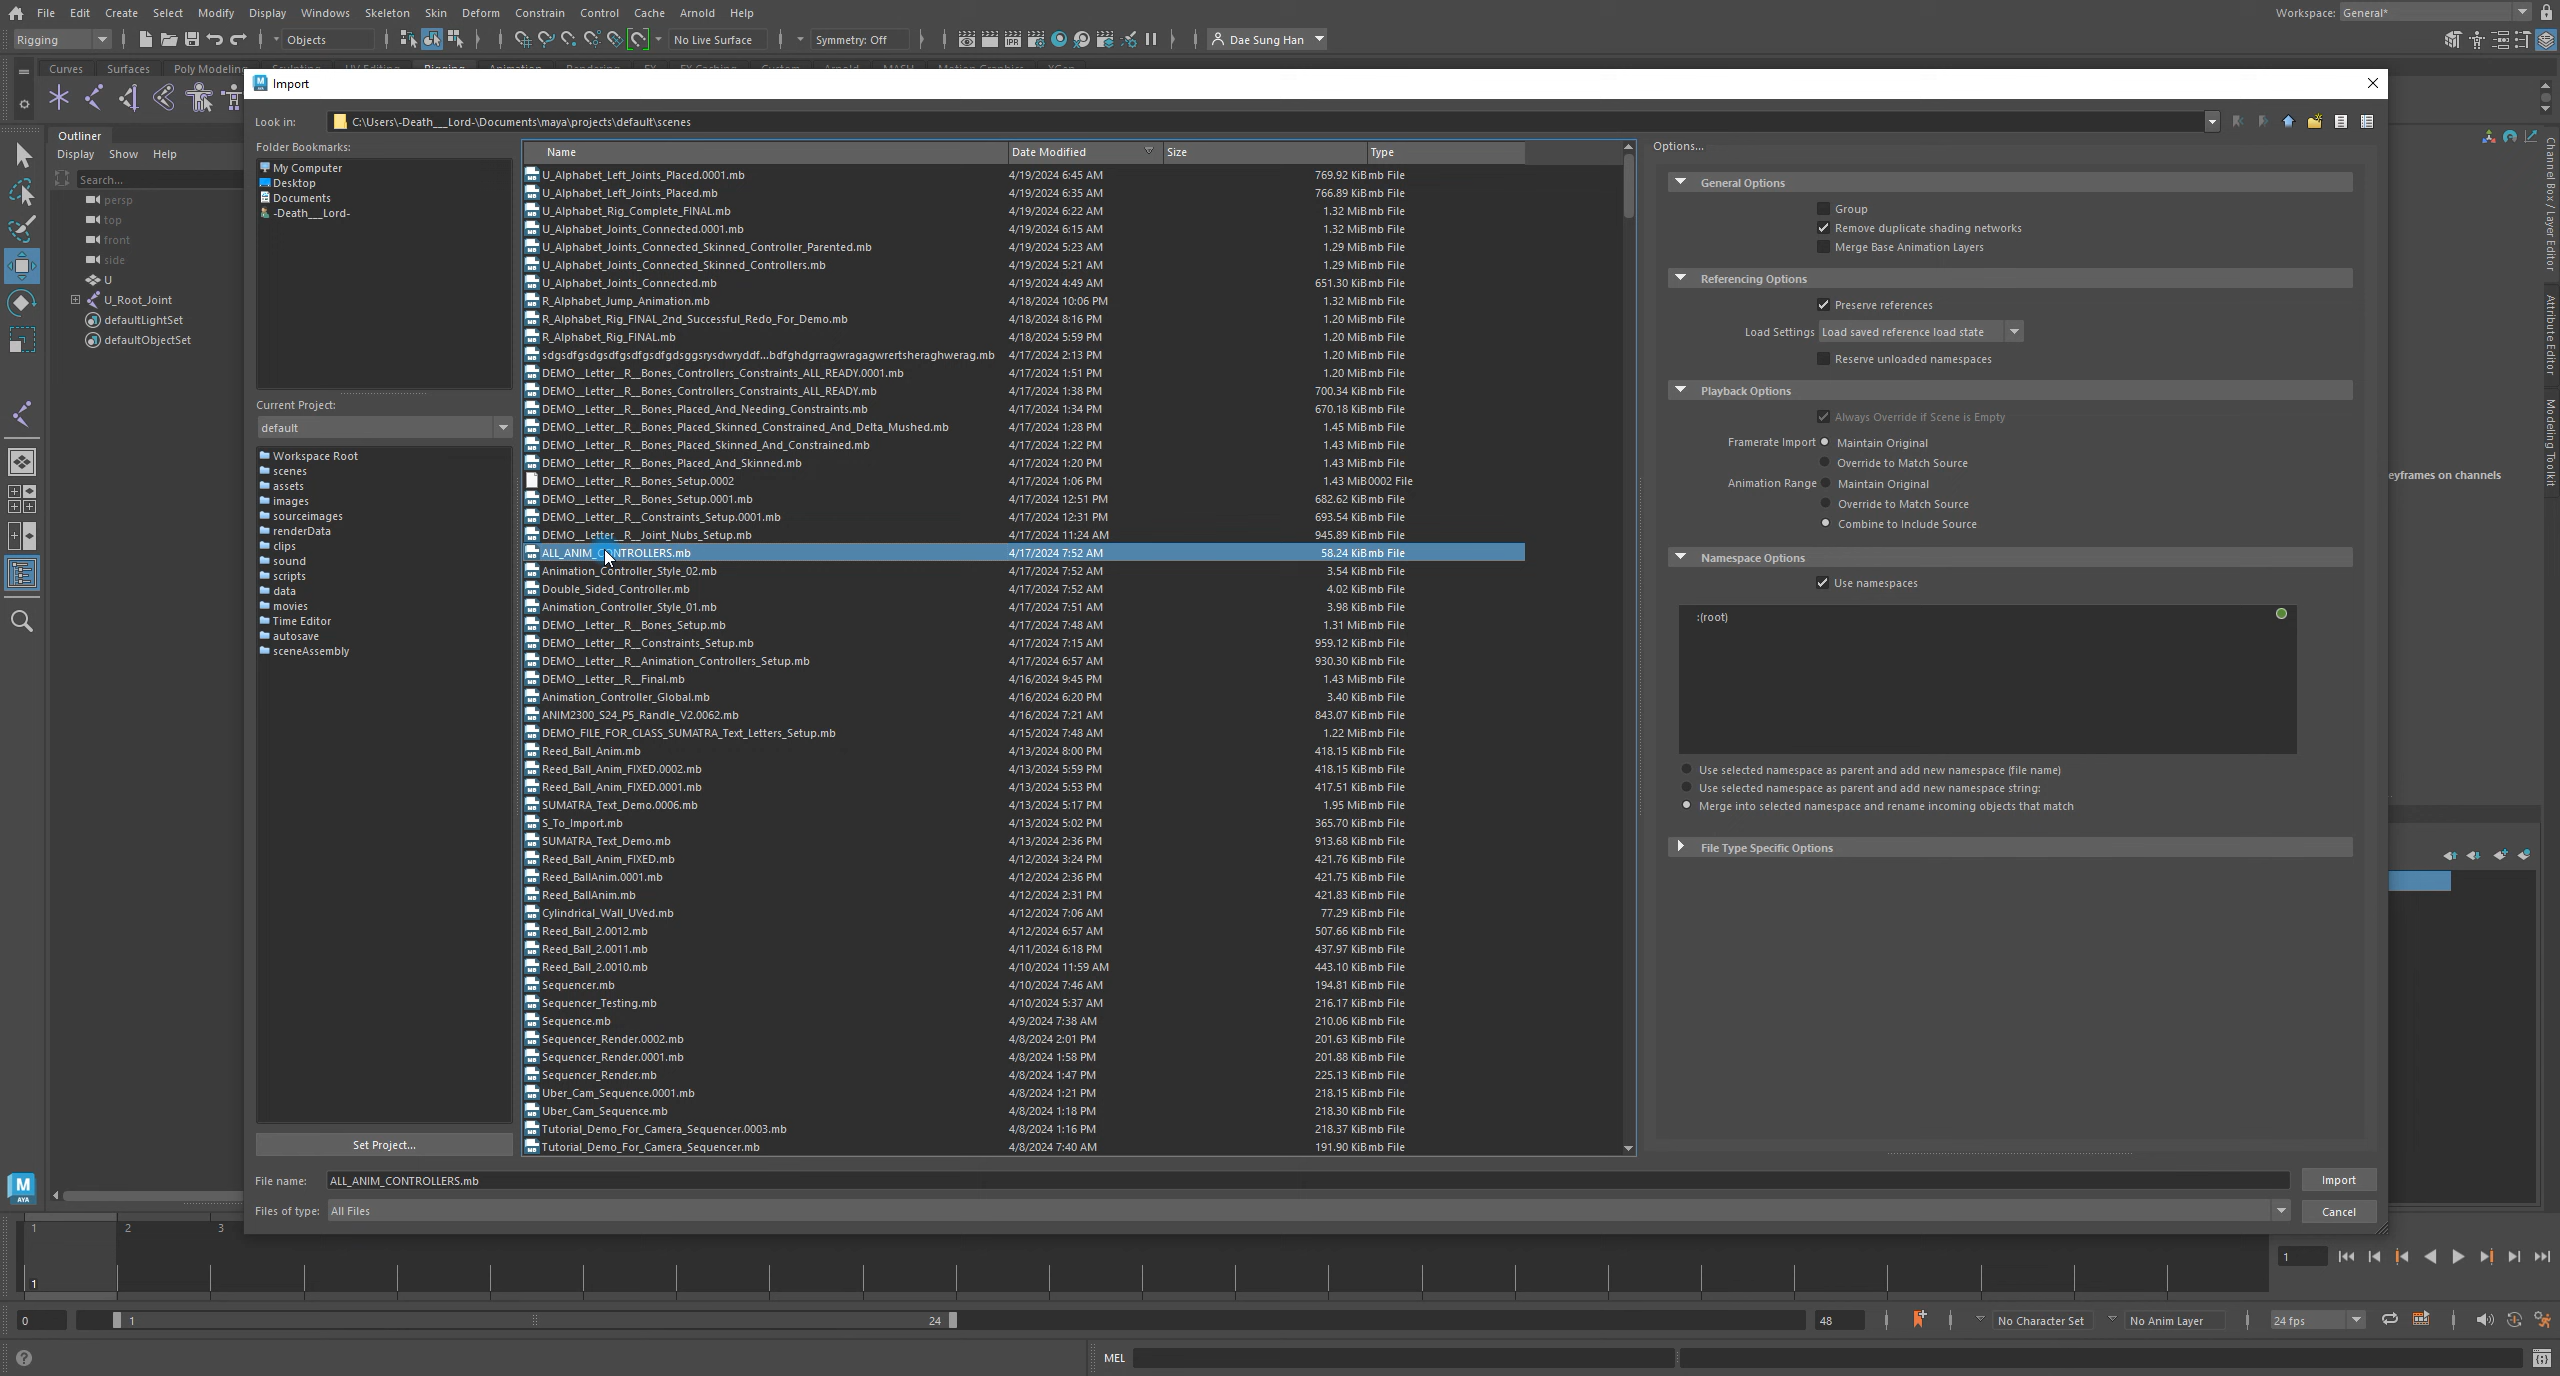 File Edit Create Select Modify Display Windows Skeleton Skin Deform Constrain Control Cache Arnold Help
Workspace: General*
Rigging
Objects
No Live Surface
Symmetry: Off
Dae Sung Han
Curves Surfaces Poly Modeling
Import
Outliner
Display Show Help
Search...
persp
top
front
side
U
U_Root_Joint
defaultLightSet
defaultObjectSet
Look in: C:\Users\-Death___Lord-\Documents\maya\projects\default\scenes
Folder Bookmarks:
My Computer
Desktop
Documents
-Death___Lord-
Current Project:
default
Workspace Root
scenes
assets
images
sourceimages
renderData
clips
sound
scripts
data
movies
Time Editor
autosave
sceneAssembly
Set Project...
Name Date Modified Size Type
U_Alphabet_Left_Joints_Placed.0001.mb 4/19/2024 6:45 AM 769.92 KiB mb File
U_Alphabet_Left_Joints_Placed.mb 4/19/2024 6:35 AM 766.89 KiB mb File
U_Alphabet_Rig_Complete_FINAL.mb 4/19/2024 6:22 AM 1.32 MiB mb File
U_Alphabet_Joints_Connected.0001.mb 4/19/2024 6:15 AM 1.32 MiB mb File
U_Alphabet_Joints_Connected_Skinned_Controller_Parented.mb 4/19/2024 5:23 AM 1.29 MiB mb File
U_Alphabet_Joints_Connected_Skinned_Controllers.mb 4/19/2024 5:21 AM 1.29 MiB mb File
U_Alphabet_Joints_Connected.mb 4/19/2024 4:49 AM 651.30 KiB mb File
R_Alphabet_Jump_Animation.mb 4/18/2024 10:06 PM 1.32 MiB mb File
R_Alphabet_Rig_FINAL_2nd_Successful_Redo_For_Demo.mb 4/18/2024 8:16 PM 1.20 MiB mb File
R_Alphabet_Rig_FINAL.mb 4/18/2024 5:59 PM 1.20 MiB mb File
sdgsdfgsdgsdfgsdfgsdfgdsggsrysdwryddf...bdfghdgrragwragagwrertsheraghwerag.mb 4/17/2024 2:13 PM 1.20 MiB mb File
DEMO__Letter__R__Bones_Controllers_Constraints_ALL_READY.0001.mb 4/17/2024 1:51 PM 1.20 MiB mb File
DEMO__Letter__R__Bones_Controllers_Constraints_ALL_READY.mb 4/17/2024 1:38 PM 700.34 KiB mb File
DEMO__Letter__R__Bones_Placed_And_Needing_Constraints.mb 4/17/2024 1:34 PM 670.18 KiB mb File
DEMO__Letter__R__Bones_Placed_Skinned_Constrained_And_Delta_Mushed.mb 4/17/2024 1:28 PM 1.45 MiB mb File
DEMO__Letter__R__Bones_Placed_Skinned_And_Constrained.mb 4/17/2024 1:22 PM 1.43 MiB mb File
DEMO__Letter__R__Bones_Placed_And_Skinned.mb 4/17/2024 1:20 PM 1.43 MiB mb File
DEMO__Letter__R__Bones_Setup.0002 4/17/2024 1:06 PM 1.43 MiB 0002 File
DEMO__Letter__R__Bones_Setup.0001.mb 4/17/2024 12:51 PM 682.62 KiB mb File
DEMO__Letter__R__Constraints_Setup.0001.mb 4/17/2024 12:31 PM 693.54 KiB mb File
DEMO__Letter__R__Joint_Nubs_Setup.mb 4/17/2024 11:24 AM 945.89 KiB mb File
ALL_ANIM_CONTROLLERS.mb 4/17/2024 7:52 AM 58.24 KiB mb File
Animation_Controller_Style_02.mb 4/17/2024 7:52 AM 3.54 KiB mb File
Double_Sided_Controller.mb 4/17/2024 7:52 AM 4.02 KiB mb File
Animation_Controller_Style_01.mb 4/17/2024 7:51 AM 3.98 KiB mb File
DEMO__Letter__R__Bones_Setup.mb 4/17/2024 7:48 AM 1.31 MiB mb File
DEMO__Letter__R__Constraints_Setup.mb 4/17/2024 7:15 AM 959.12 KiB mb File
DEMO__Letter__R__Animation_Controllers_Setup.mb 4/17/2024 6:57 AM 930.30 KiB mb File
DEMO__Letter__R__Final.mb 4/16/2024 9:45 PM 1.43 MiB mb File
Animation_Controller_Global.mb 4/16/2024 6:20 PM 3.40 KiB mb File
ANIM2300_S24_P5_Randle_V2.0062.mb 4/16/2024 7:21 AM 843.07 KiB mb File
DEMO_FILE_FOR_CLASS_SUMATRA_Text_Letters_Setup.mb 4/15/2024 7:48 AM 1.22 MiB mb File
Reed_Ball_Anim.mb 4/13/2024 8:00 PM 418.15 KiB mb File
Reed_Ball_Anim_FIXED.0002.mb 4/13/2024 5:59 PM 418.15 KiB mb File
Reed_Ball_Anim_FIXED.0001.mb 4/13/2024 5:53 PM 417.51 KiB mb File
SUMATRA_Text_Demo.0006.mb 4/13/2024 5:17 PM 1.95 MiB mb File
S_To_Import.mb 4/13/2024 5:02 PM 365.70 KiB mb File
SUMATRA_Text_Demo.mb 4/13/2024 2:36 PM 913.68 KiB mb File
Reed_Ball_Anim_FIXED.mb 4/12/2024 3:24 PM 421.76 KiB mb File
Reed_BallAnim.0001.mb 4/12/2024 2:36 PM 421.75 KiB mb File
Reed_BallAnim.mb 4/12/2024 2:31 PM 421.83 KiB mb File
Cylindrical_Wall_UVed.mb 4/12/2024 7:06 AM 77.29 KiB mb File
Reed_Ball_2.0012.mb 4/12/2024 6:57 AM 507.66 KiB mb File
Reed_Ball_2.0011.mb 4/11/2024 6:18 PM 437.97 KiB mb File
Reed_Ball_2.0010.mb 4/10/2024 11:59 AM 443.10 KiB mb File
Sequencer.mb 4/10/2024 7:46 AM 194.81 KiB mb File
Sequencer_Testing.mb 4/10/2024 5:37 AM 216.17 KiB mb File
Sequence.mb 4/9/2024 7:38 AM 210.06 KiB mb File
Sequencer_Render.0002.mb 4/8/2024 2:01 PM 201.63 KiB mb File
Sequencer_Render.0001.mb 4/8/2024 1:58 PM 201.88 KiB mb File
Sequencer_Render.mb 4/8/2024 1:47 PM 225.13 KiB mb File
Uber_Cam_Sequence.0001.mb 4/8/2024 1:21 PM 218.15 KiB mb File
Uber_Cam_Sequence.mb 4/8/2024 1:18 PM 218.30 KiB mb File
Tutorial_Demo_For_Camera_Sequencer.0003.mb 4/8/2024 1:16 PM 218.37 KiB mb File
Tutorial_Demo_For_Camera_Sequencer.mb 4/8/2024 7:40 AM 191.90 KiB mb File
Options...
General Options
Group
Remove duplicate shading networks
Merge Base Animation Layers
Referencing Options
Preserve references
Load Settings Load saved reference load state
Reserve unloaded namespaces
Playback Options
Always Override if Scene is Empty
Framerate Import Maintain Original
Override to Match Source
Animation Range Maintain Original
Override to Match Source
Combine to Include Source
Namespace Options
Use namespaces
:(root)
Use selected namespace as parent and add new namespace (file name)
Use selected namespace as parent and add new namespace string:
Merge into selected namespace and rename incoming objects that match
File Type Specific Options
Channel Box / Layer Editor
Attribute Editor
Modeling Toolkit
eyframes on channels
File name: ALL_ANIM_CONTROLLERS.mb
Import
Files of type: All Files
Cancel
M
AYA
1 2 3
1
1
0 1 24 48
No Character Set
No Anim Layer
24 fps
MEL